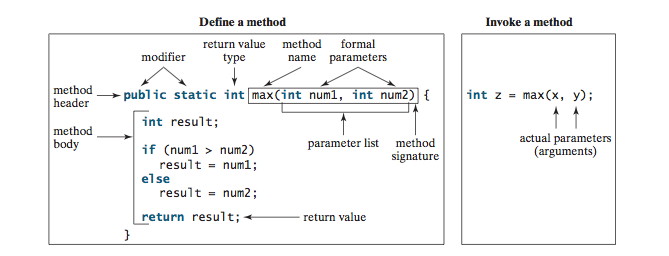 Define a method
Invoke a method
return value type
method name
formal parameters
modifier
method header
public static int max(int num1, int num2) {
int z = max(x, y);
method body
int result;
parameter list
method signature
actual parameters (arguments)
if (num1 > num2)
result = num1;
else
result = num2;
return result;
return value
}